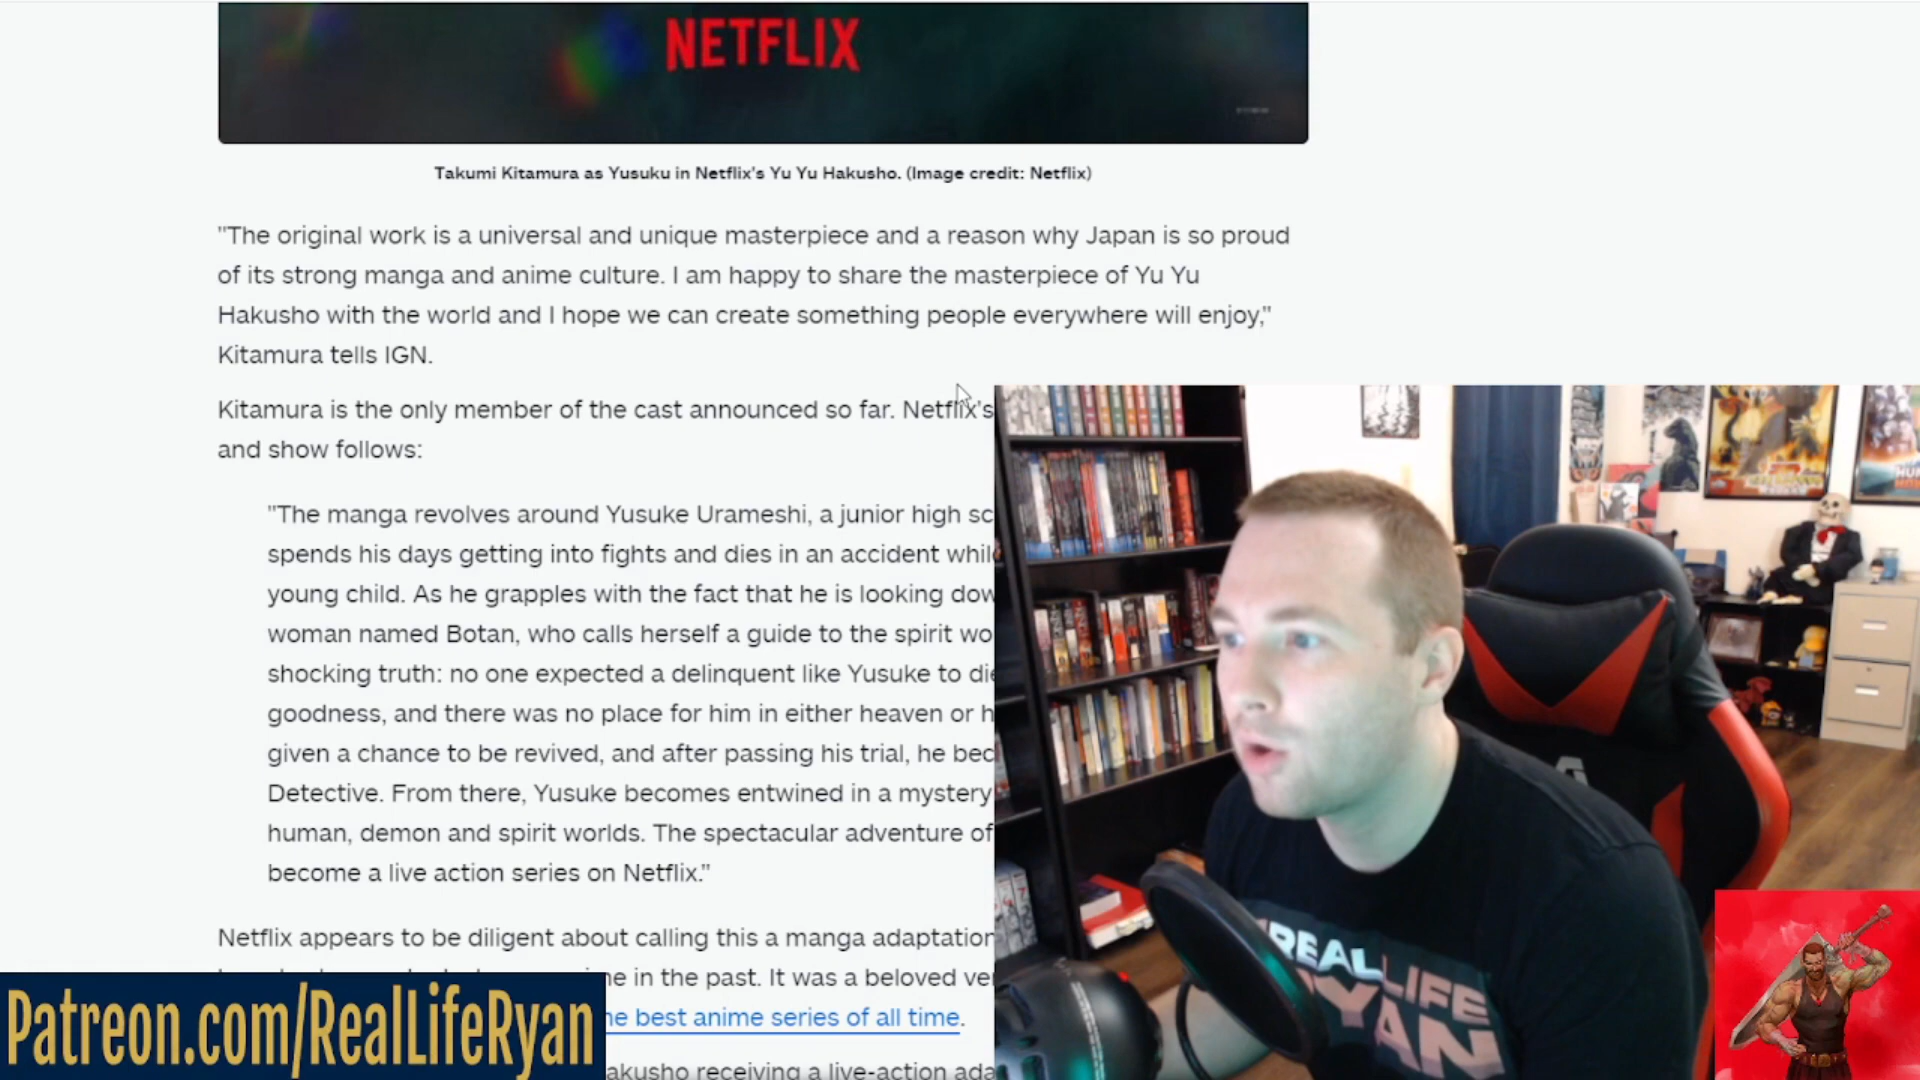 NETFLIX
Takumi Kitamura as Yusuku in Netflix's Yu Yu Hakusho. (Image credit: Netflix)
"The original work is a universal and unique masterpiece and a reason why Japan is so proud
of its strong manga and anime culture. I am happy to share the masterpiece of Yu Yu
Hakusho with the world and I hope we can create something people everywhere will enjoy,"
Kitamura tells IGN.
Kitamura is the only member of the cast announced so far. Netflix's
and show follows:
"The manga revolves around Yusuke Urameshi, a junior high sc
spends his days getting into fights and dies in an accident while
young child. As he grapples with the fact that he is looking dow
woman named Botan, who calls herself a guide to the spirit wo
shocking truth: no one expected a delinquent like Yusuke to die
goodness, and there was no place for him in either heaven or h
given a chance to be revived, and after passing his trial, he bec
Detective. From there, Yusuke becomes entwined in a mystery
human, demon and spirit worlds. The spectacular adventure of
become a live action series on Netflix."
Netflix appears to be diligent about calling this a manga adaptation
in the past. It was a beloved ver
he best anime series of all time.
akusho receiving a live-action ada
Patreon.com/RealLifeRyan
REAL LIFE
RYAN